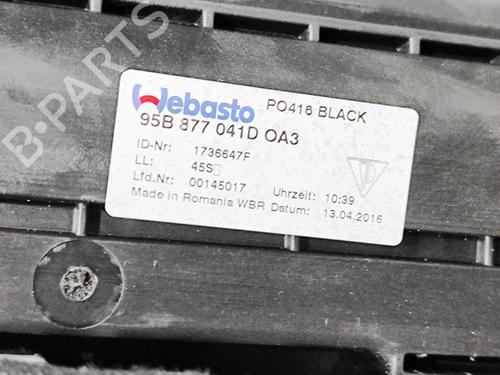 Webasto PO416 BLACK
95B 877 041D OA3
ID-Nr: 1736647F
LL: 45S
Lfd.Nr: 00145017 Uhrzeit: 10:39
Made in Romania WBR Datum: 13.04.2016
B-PARTS